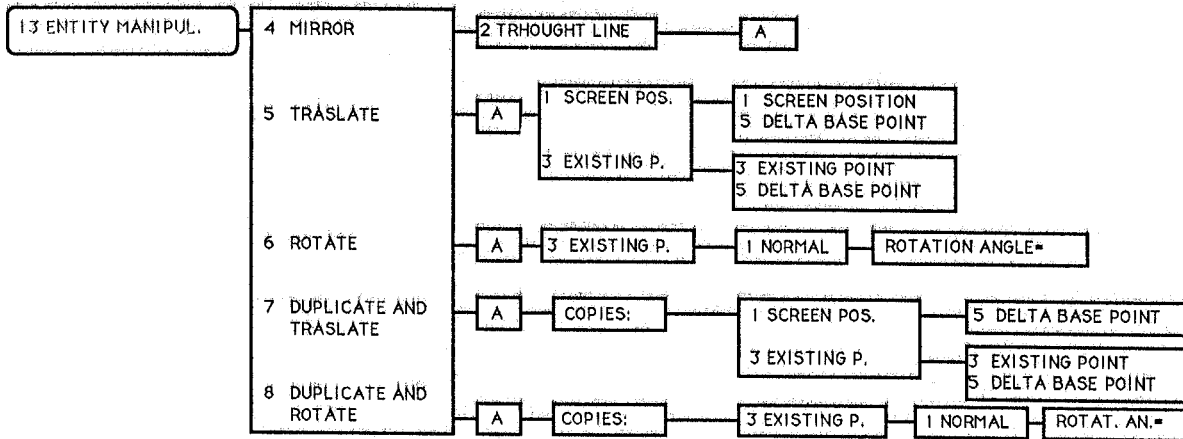 13 ENTITY MANIPUL.
4 MIRROR
2 TRHOUGHT LINE
A
5 TRASLATE
A
1 SCREEN POS.
3 EXISTING P.
1 SCREEN POSITION
5 DELTA BASE POINT
3 EXISTING POINT
5 DELTA BASE POINT
6 ROTATE
A
3 EXISTING P.
1 NORMAL
ROTATION ANGLE=
7 DUPLICATE AND
TRASLATE
A
COPIES:
1 SCREEN POS.
3 EXISTING P.
5 DELTA BASE POINT
3 EXISTING POINT
5 DELTA BASE POINT
8 DUPLICATE AND
ROTATE
A
COPIES:
3 EXISTING P.
1 NORMAL
ROTAT. AN.=